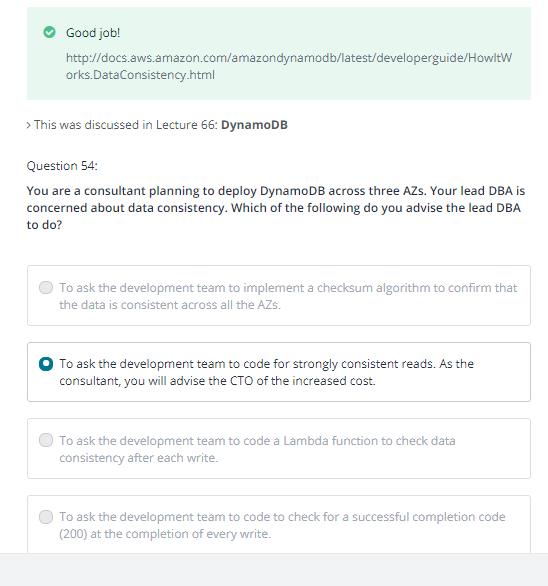 Good job!
http://docs.aws.amazon.com/amazondynamodb/latest/developerguide/HowItW
orks.DataConsistency.html
› This was discussed in Lecture 66: DynamoDB
Question 54:
You are a consultant planning to deploy DynamoDB across three AZs. Your lead DBA is
concerned about data consistency. Which of the following do you advise the lead DBA
to do?
To ask the development team to implement a checksum algorithm to confirm that
the data is consistent across all the AZs.
To ask the development team to code for strongly consistent reads. As the
consultant, you will advise the CTO of the increased cost.
To ask the development team to code a Lambda function to check data
consistency after each write.
To ask the development team to code to check for a successful completion code
(200) at the completion of every write.